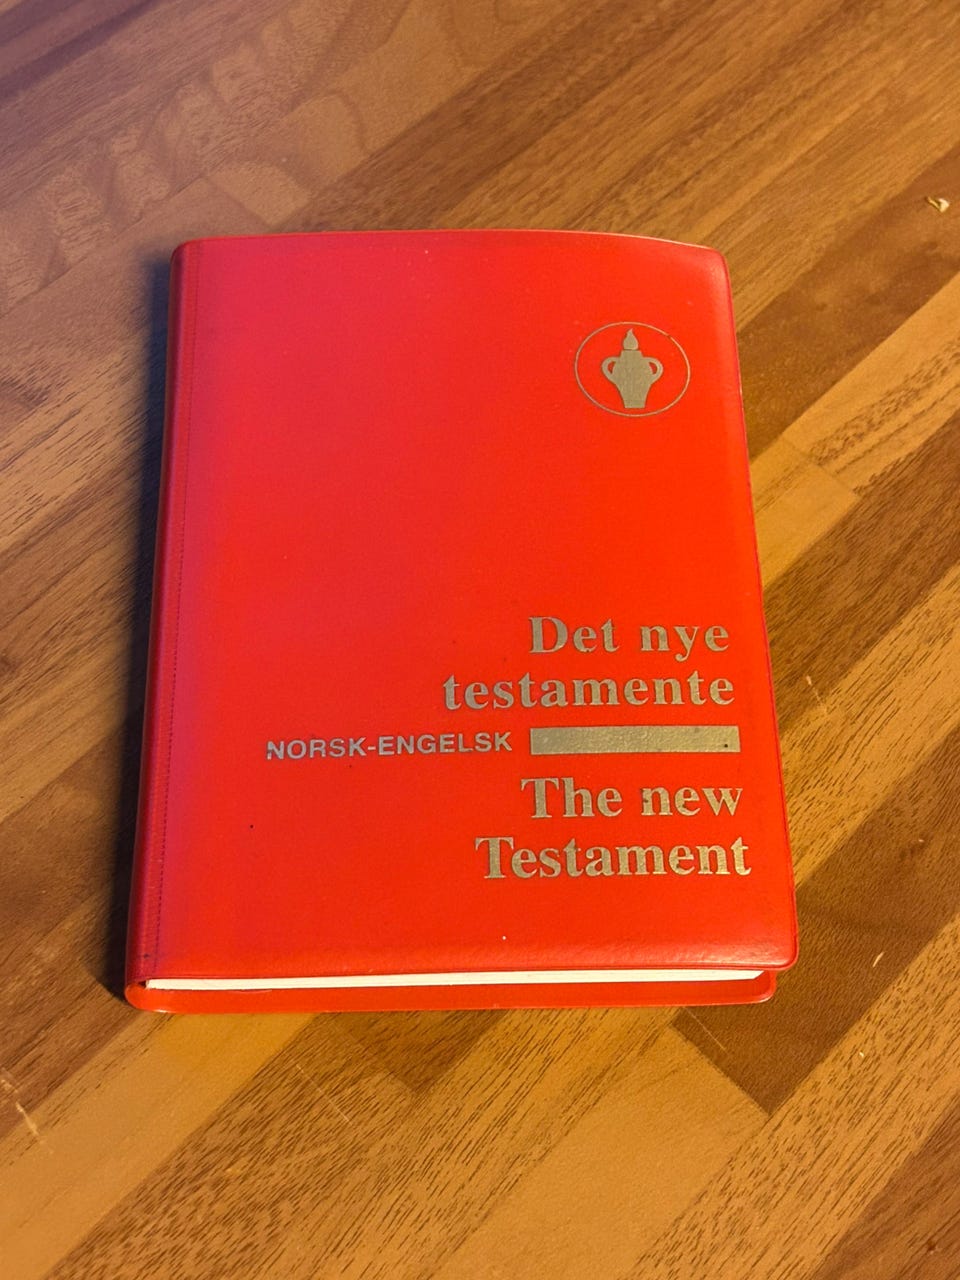 Det nye
testamente
NORSK-ENGELSK
The new
Testament